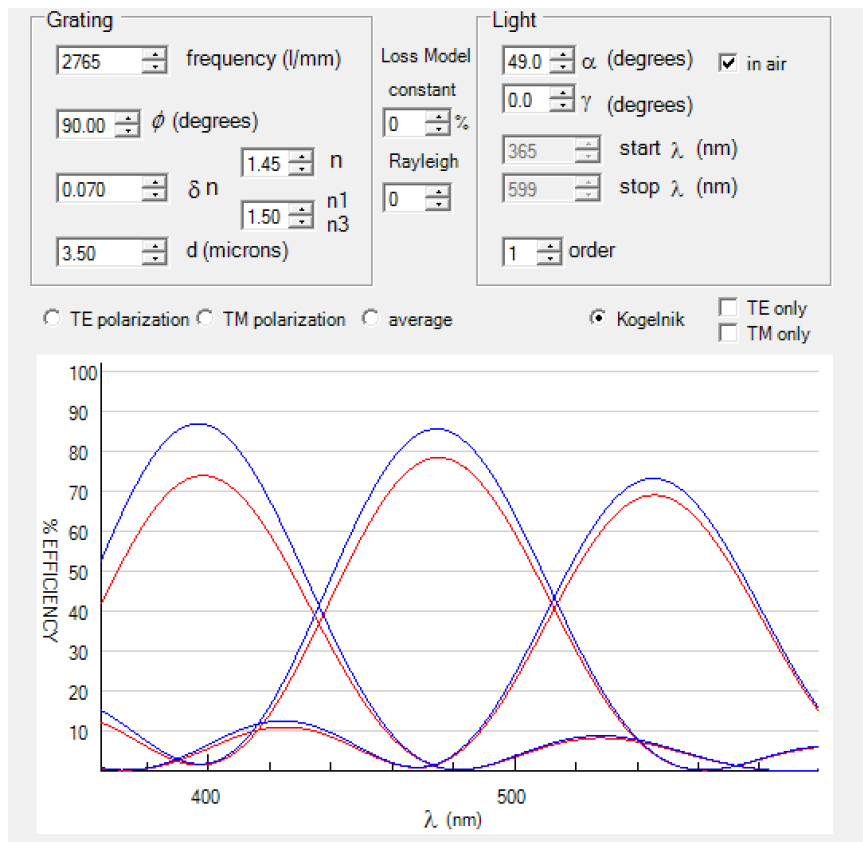 Grating
2765 frequency (l/mm)
90.00 ϕ (degrees)
1.45 n
0.070 δ n
1.50 n1
n3
3.50 d (microns)
Loss Model
constant
0 %
Rayleigh
0
Light
49.0 α (degrees) in air
0.0 γ (degrees)
365 start λ (nm)
599 stop λ (nm)
1 order
TE polarization TM polarization average Kogelnik TE only
TM only
100
90
80
70
60
50
40
30
20
10
% EFFICIENCY
400 500
λ (nm)